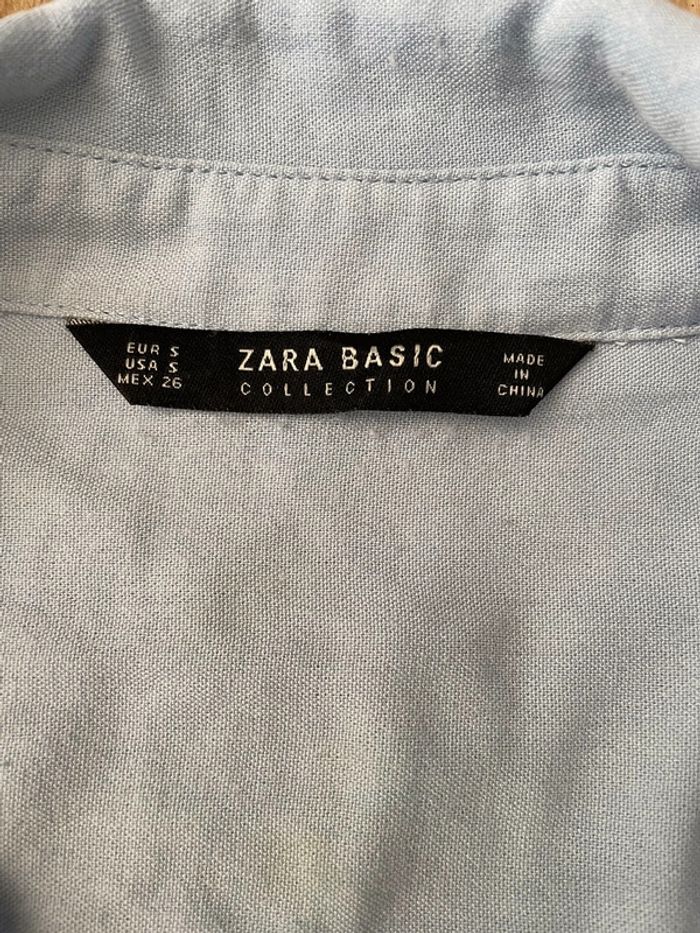 EUR S
USA S
MEX 26
ZARA BASIC
COLLECTION
MADE
IN
CHINA